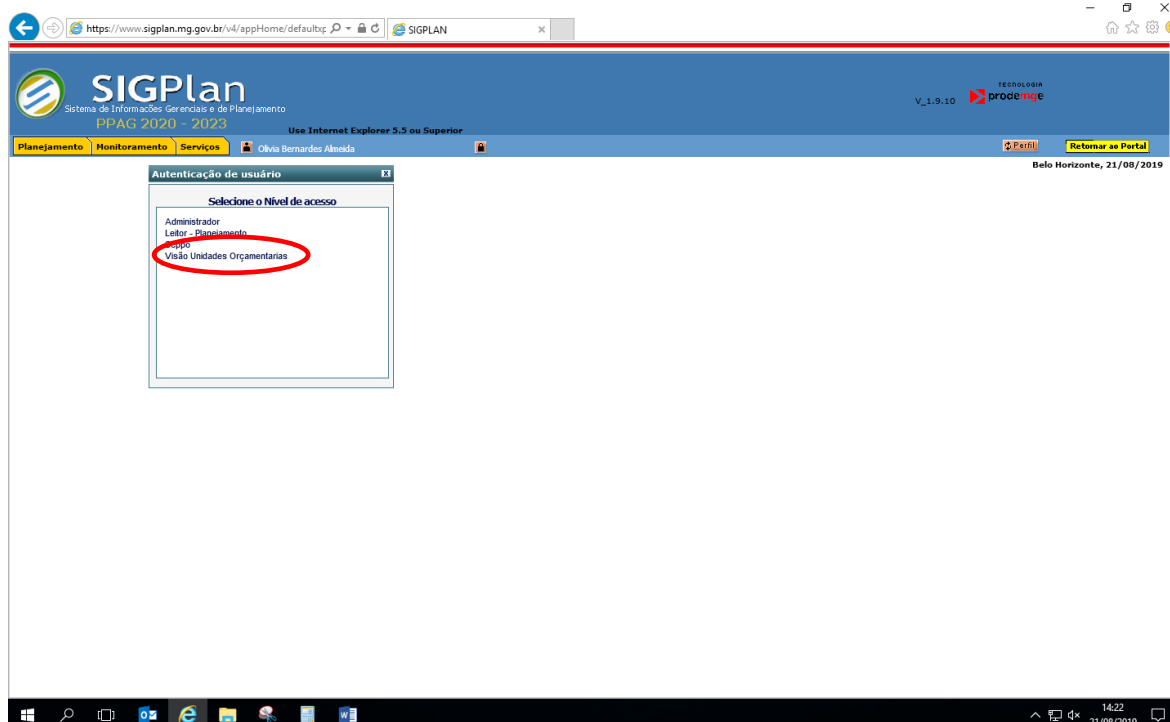 https://www.sigplan.mg.gov.br/v4/appHome/defaultxp
SIGPLAN
SIGPlan
Sistema de Informações Gerenciais e de Planejamento
PPAG 2020 - 2023
Use Internet Explorer 5.5 ou Superior
V_1.9.10
TECNOLOGIA
prodemge
Planejamento Monitoramento Serviços Olivia Bernardes Almeida Perfil Retornar ao Portal
Belo Horizonte, 21/08/2019
Autenticação de usuário
Selecione o Nível de acesso
Administrador
Leitor - Planejamento
Visão Unidades Orçamentarias
14:22
21/08/2019